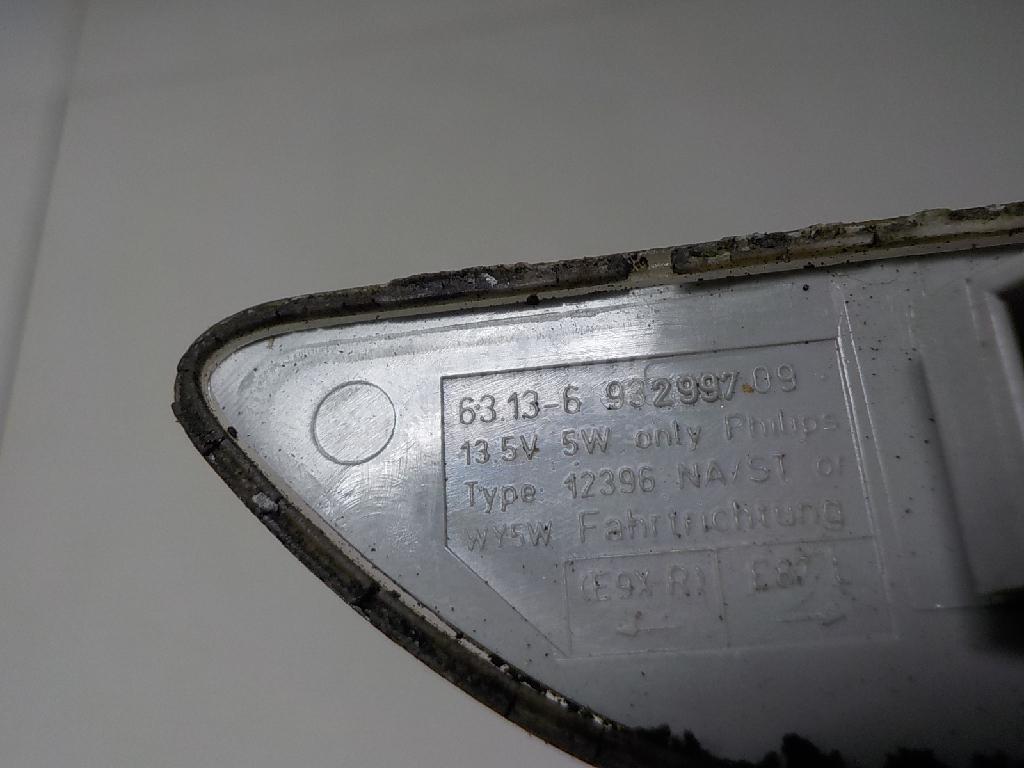 63.13-6 932997 09
13.5V 5W only Philips
Type 12396 NA/ST or
WY5W Fahrtrichtung
(E9X-R) E87-L